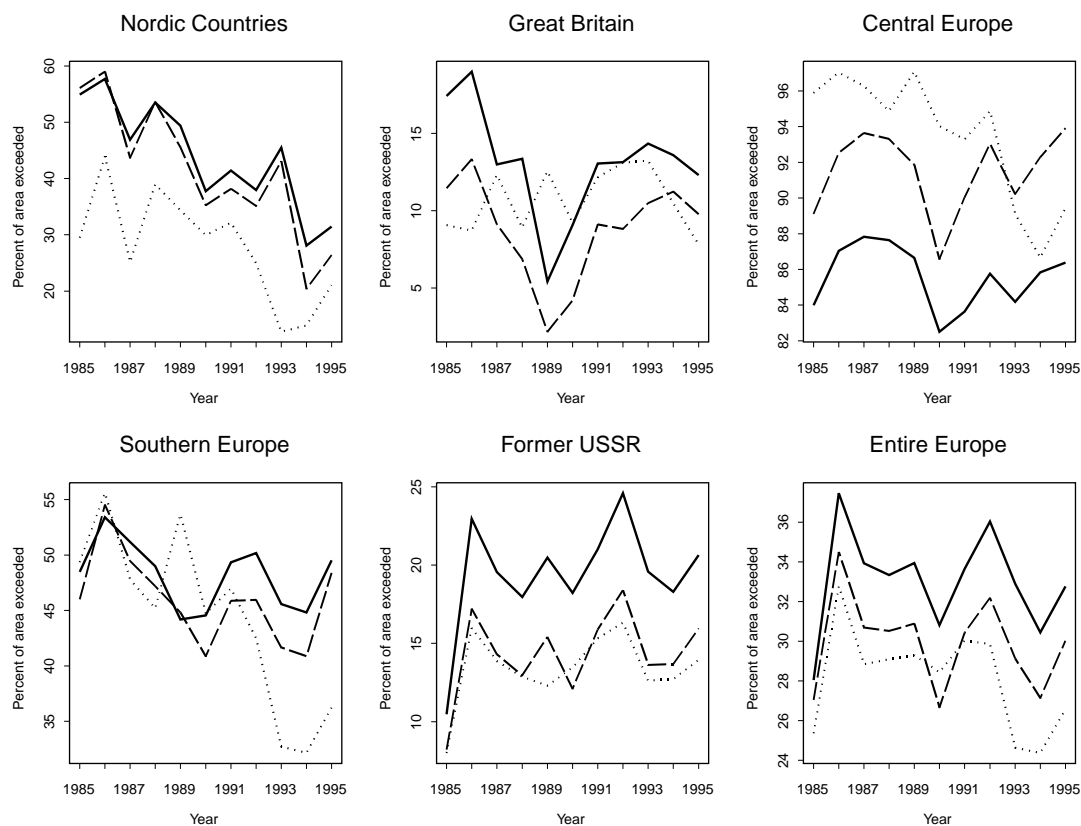 Nordic Countries
Percent of area exceeded
60
50
40
30
20
1985 1987 1989 1991 1993 1995
Year
Great Britain
Percent of area exceeded
15
10
5
1985 1987 1989 1991 1993 1995
Year
Central Europe
Percent of area exceeded
96
94
92
90
88
86
84
82
1985 1987 1989 1991 1993 1995
Year
Southern Europe
Percent of area exceeded
55
50
45
40
35
1985 1987 1989 1991 1993 1995
Year
Former USSR
Percent of area exceeded
25
20
15
10
1985 1987 1989 1991 1993 1995
Year
Entire Europe
Percent of area exceeded
36
34
32
30
28
26
24
1985 1987 1989 1991 1993 1995
Year